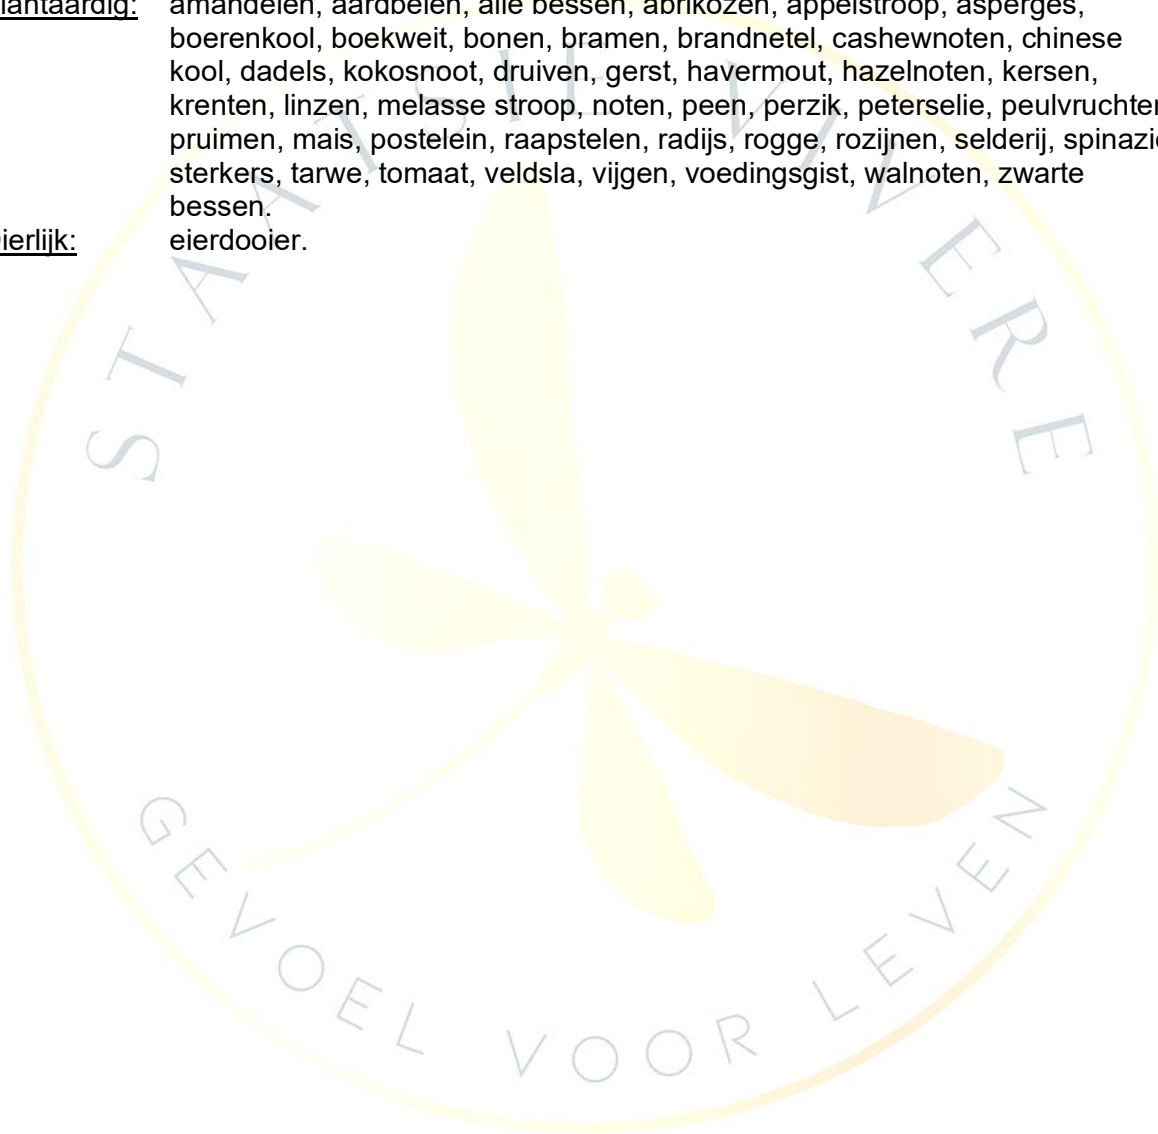 lantaardig: amandelen, aardbeien, alle bessen, abrikozen, appelstroop, asperges,
boerenkool, boekweit, bonen, bramen, brandnetel, cashewnoten, chinese
kool, dadels, kokosnoot, druiven, gerst, havermout, hazelnoten, kersen,
krenten, linzen, melasse stroop, noten, peen, perzik, peterselie, peulvruchten
pruimen, mais, postelein, raapstelen, radijs, rogge, rozijnen, selderij, spinazie
sterkers, tarwe, tomaat, veldsla, vijgen, voedingsgist, walnoten, zwarte
bessen.
ierlijk: eierdooier.
STAATSIE VIVERE
GEVOEL VOOR LEVEN